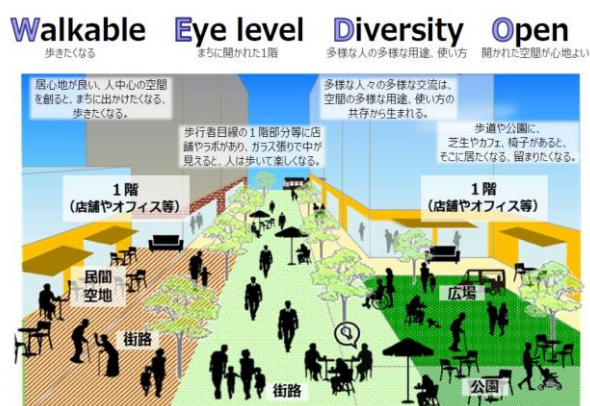 Walkable Eye level Diversity Open
歩きたくなる まちに開かれた1階 多様な人の多様な用途、使い方 開かれた空間が心地よい
居心地が良い、人中心の空間
を創ると、まちに出かけたくなる、
歩きたくなる。
歩行者目線の1階部分等に店
舗やラボがあり、ガラス張りで中が
見えると、人は歩いて楽しくなる。
多様な人々の多様な交流は、
空間の多様な用途、使い方の
共存から生まれる。
歩道や公園に、
芝生やカフェ、椅子があると、
そこに居たくなる、留まりたくなる。
1階
(店舗やオフィス等)
1階
(店舗やオフィス等)
民間
空地
広場
街路
街路
公園